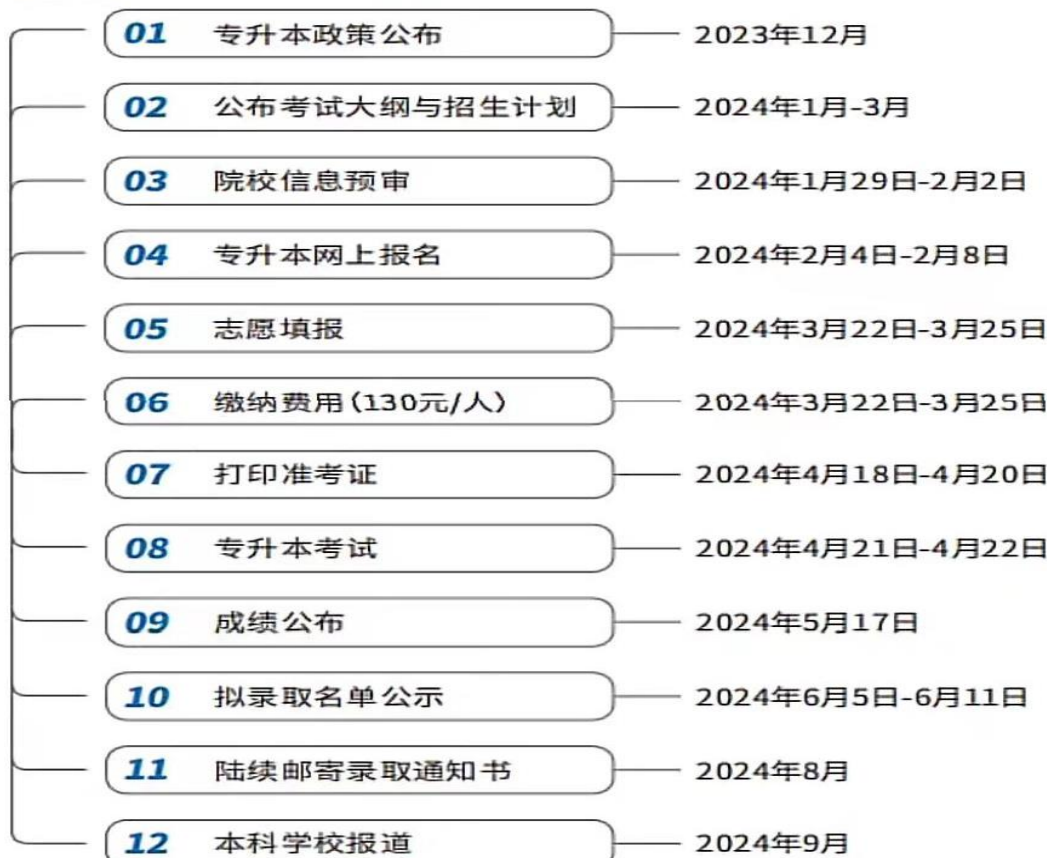 01 专升本政策公布 2023年12月
02 公布考试大纲与招生计划 2024年1月-3月
03 院校信息预审 2024年1月29日-2月2日
04 专升本网上报名 2024年2月4日-2月8日
05 志愿填报 2024年3月22日-3月25日
06 缴纳费用(130元/人) 2024年3月22日-3月25日
07 打印准考证 2024年4月18日-4月20日
08 专升本考试 2024年4月21日-4月22日
09 成绩公布 2024年5月17日
10 拟录取名单公示 2024年6月5日-6月11日
11 陆续邮寄录取通知书 2024年8月
12 本科学校报道 2024年9月